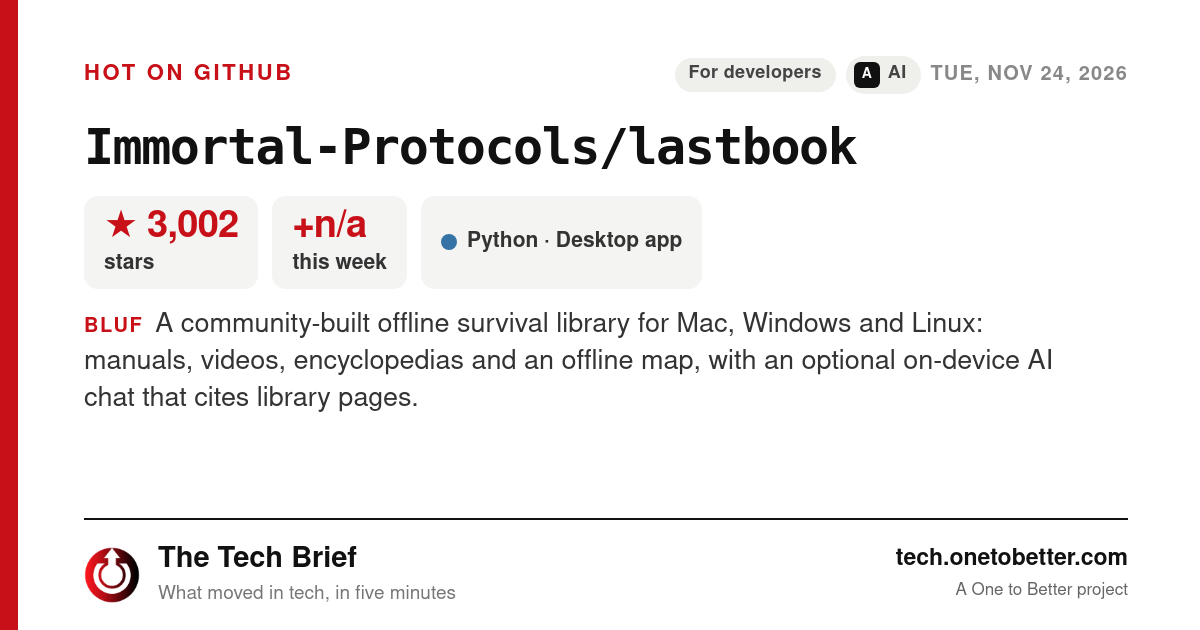 HOT ON GITHUB
For developers
A AI
TUE, NOV 24, 2026
Immortal-Protocols/lastbook
★ 3,002
stars
+n/a
this week
Python · Desktop app
BLUF A community-built offline survival library for Mac, Windows and Linux:
manuals, videos, encyclopedias and an offline map, with an optional on-device AI
chat that cites library pages.
The Tech Brief
What moved in tech, in five minutes
tech.onetobetter.com
A One to Better project